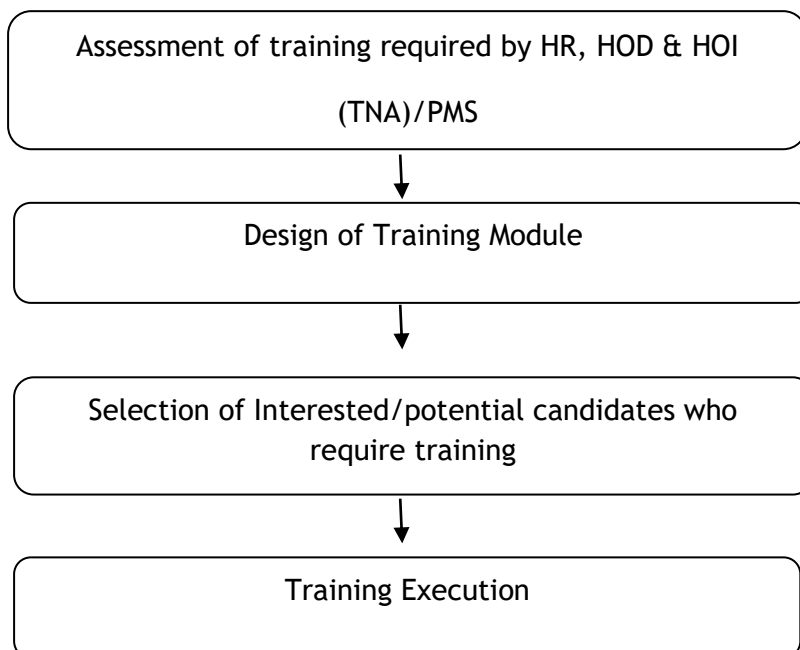 Assessment of training required by HR, HOD & HOI
(TNA)/PMS
Design of Training Module
Selection of Interested/potential candidates who
require training
Training Execution